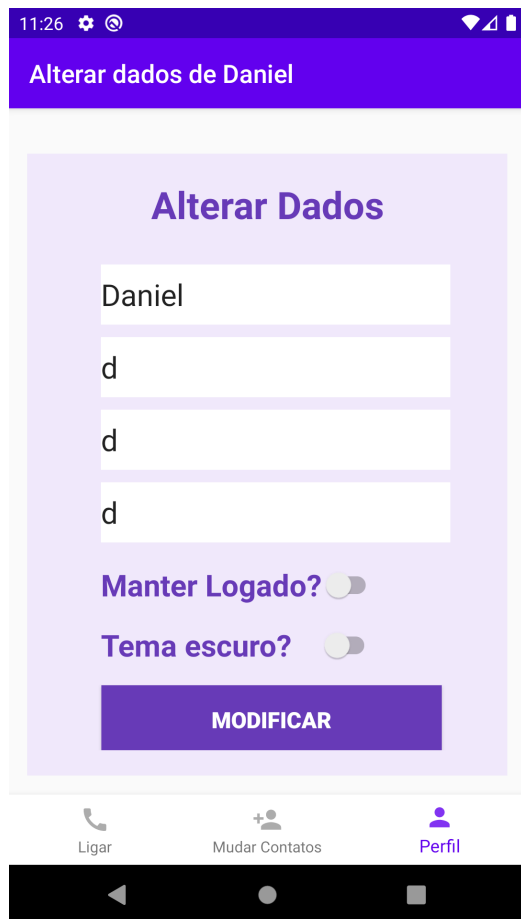 11:26
Alterar dados de Daniel
Alterar Dados
Daniel
d
d
d
Manter Logado?
Tema escuro?
MODIFICAR
Ligar
Mudar Contatos
Perfil